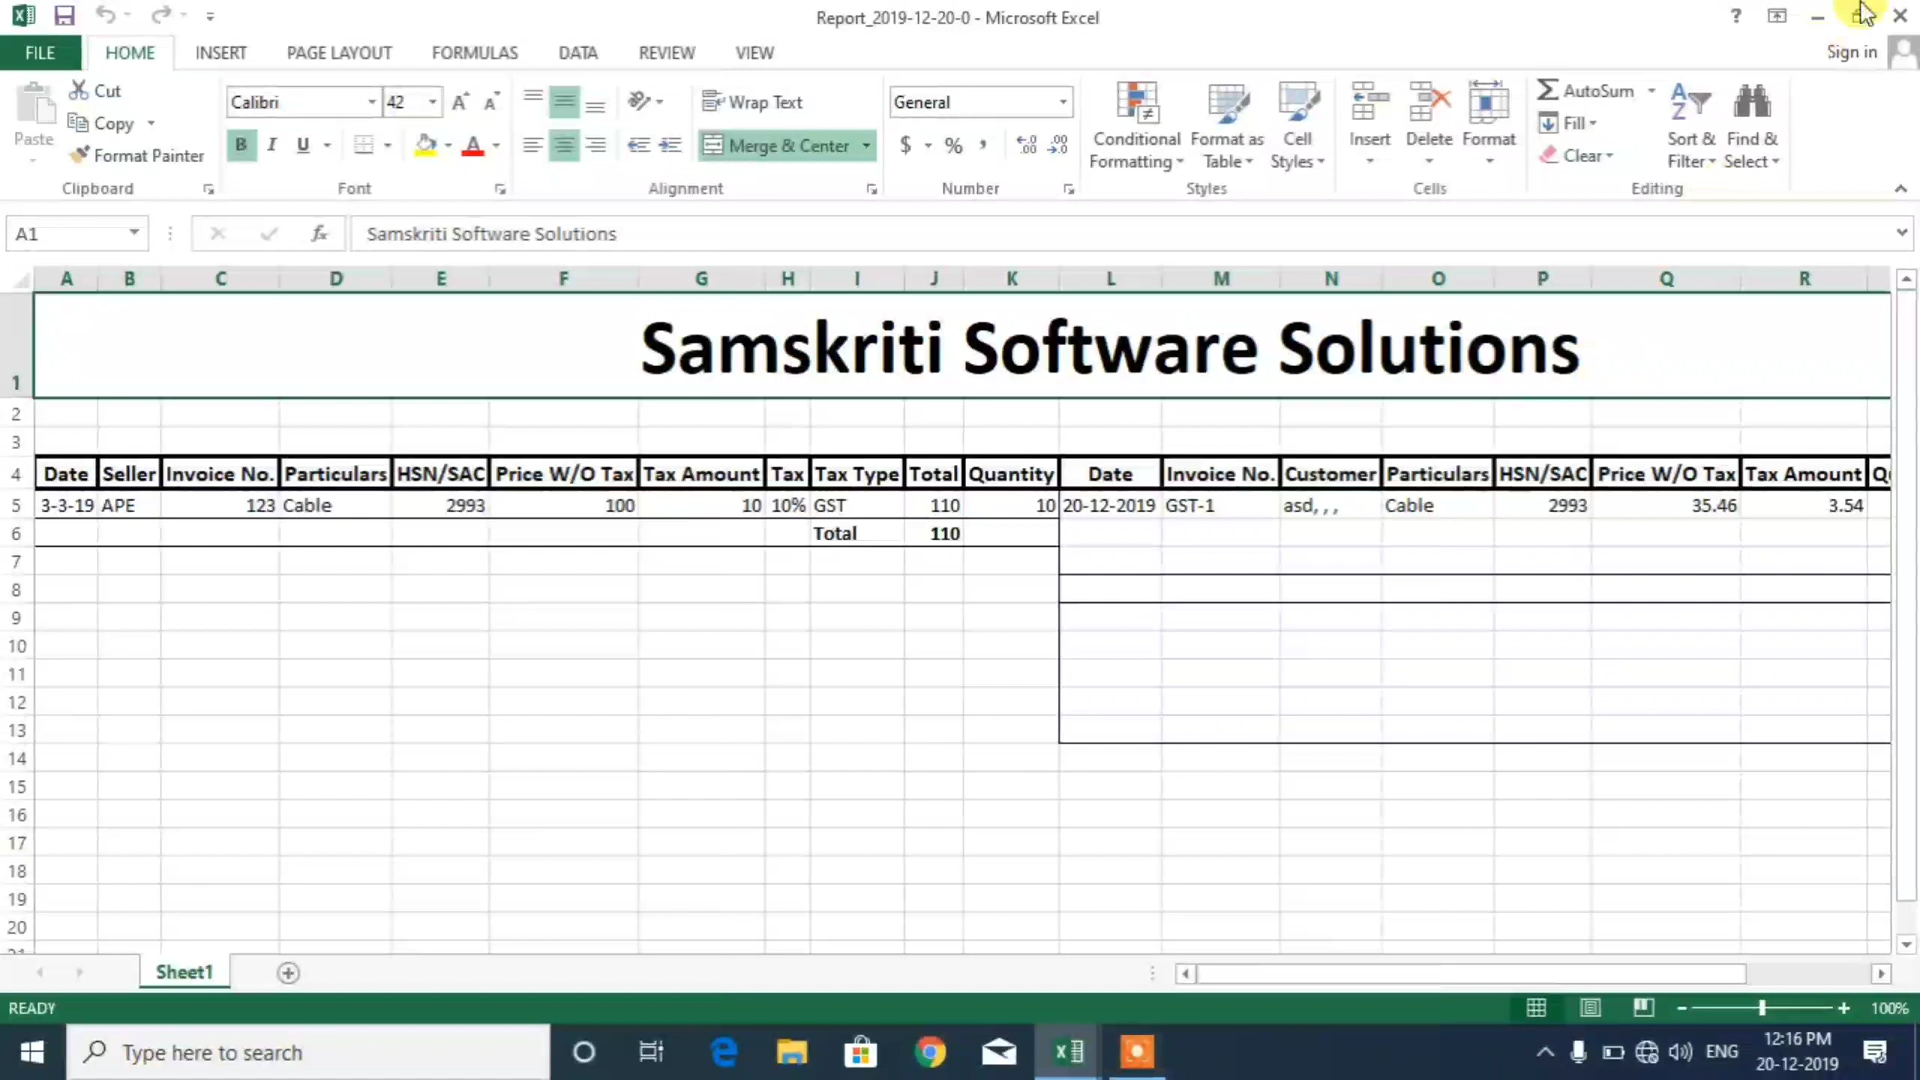 Report_2019-12-20-0 - Microsoft Excel
?
FILE HOME INSERT PAGE LAYOUT FORMULAS DATA REVIEW VIEW Sign in
Paste
Cut
Copy
Format Painter
Clipboard
Calibri 42
B I U
Font
Wrap Text
Merge & Center
Alignment
General
$ % ,
Number
Conditional Formatting
Format as Table
Cell Styles
Styles
Insert
Delete
Format
Cells
AutoSum
Fill
Clear
Sort & Filter
Find & Select
Editing
A1 fx Samskriti Software Solutions
A B C D E F G H I J K L M N O P Q R
1 Samskriti Software Solutions
2
3
4 Date Seller Invoice No. Particulars HSN/SAC Price W/O Tax Tax Amount Tax Tax Type Total Quantity Date Invoice No. Customer Particulars HSN/SAC Price W/O Tax Tax Amount
5 3-3-19 APE 123 Cable 2993 100 10 10% GST 110 10 20-12-2019 GST-1 asd, , , Cable 2993 35.46 3.54
6 Total 110
7
8
9
10
11
12
13
14
15
16
17
18
19
20
Sheet1
READY 100%
Type here to search
ENG
12:16 PM
20-12-2019